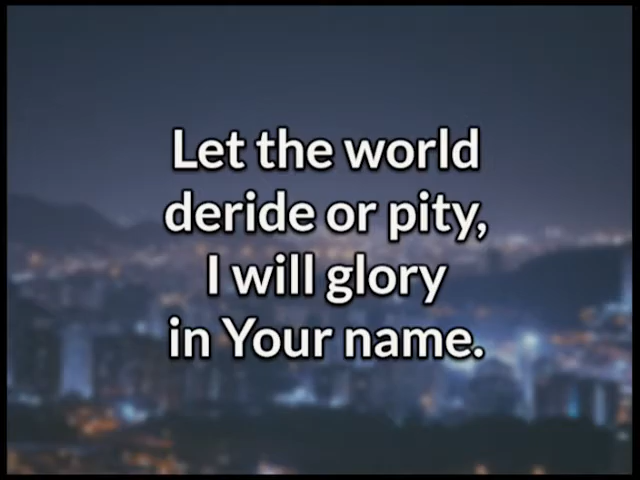 Let the world
deride or pity,
I will glory
in Your name.